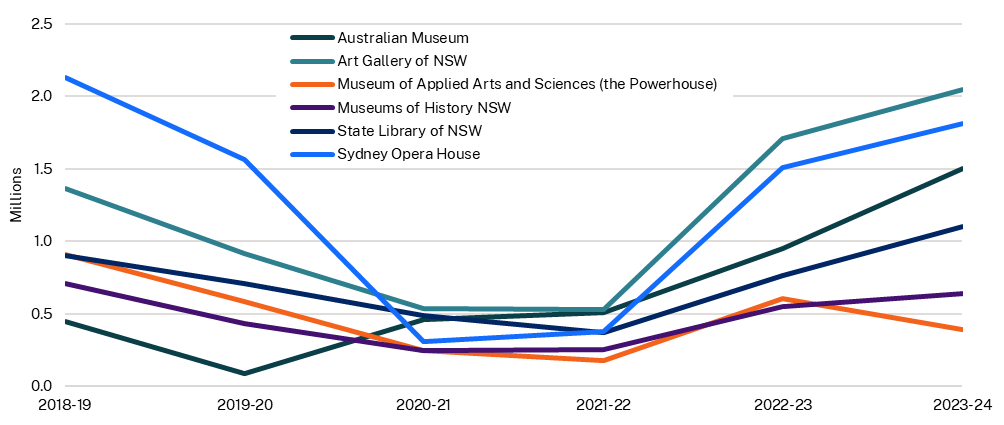 2.5
Australian Museum
Art Gallery of NSW
Museum of Applied Arts and Sciences (the Powerhouse)
2.0
Museums of History NSW
State Library of NSW
Sydney Opera House
1.5
Millions
1.0
0.5
0.0
2018-19 2019-20 2020-21 2021-22 2022-23 2023-24